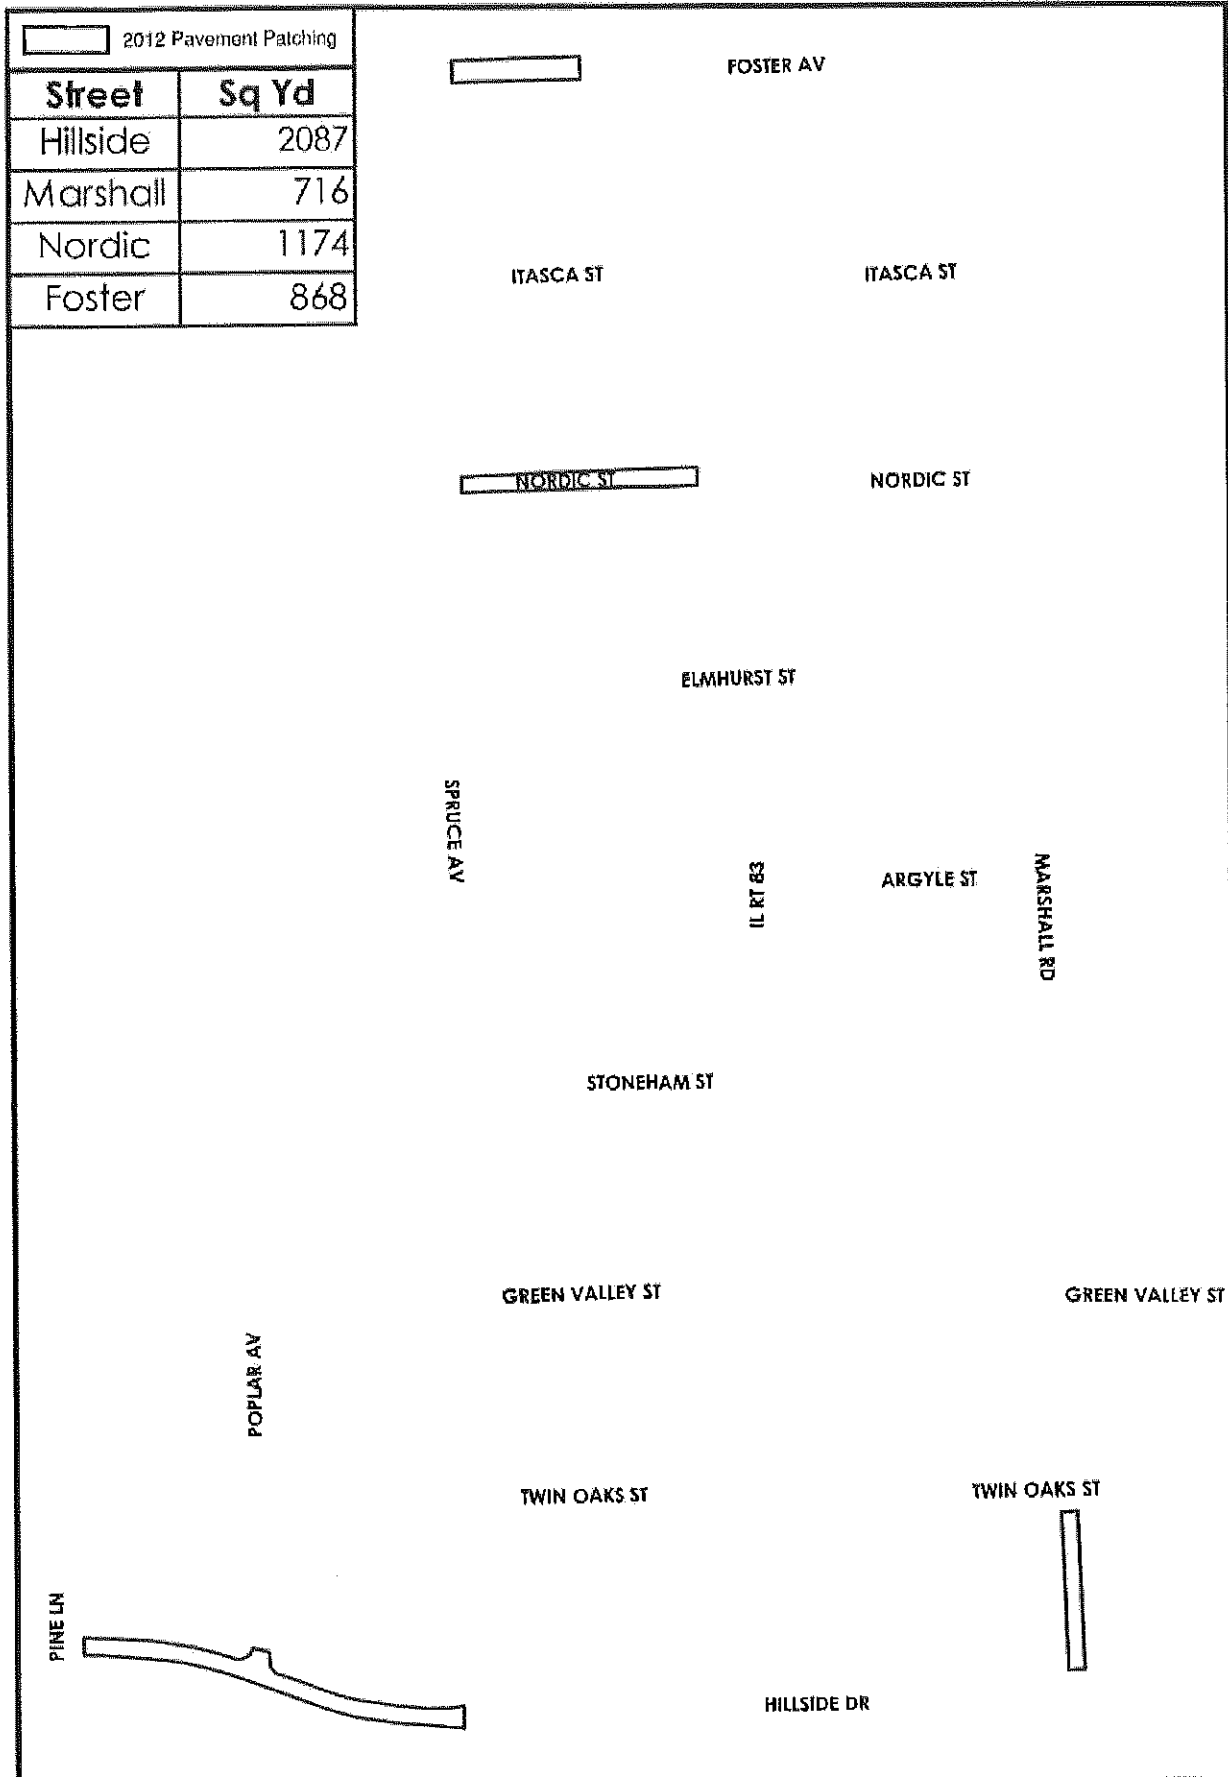 2012 Pavement Patching
Street Sq Yd
Hillside 2087
Marshall 716
Nordic 1174
Foster 868
FOSTER AV
ITASCA ST
ITASCA ST
NORDIC ST
NORDIC ST
ELMHURST ST
SPRUCE AV
IL RT 83
ARGYLE ST
MARSHALL RD
STONEHAM ST
GREEN VALLEY ST
GREEN VALLEY ST
POPLAR AV
TWIN OAKS ST
TWIN OAKS ST
PINE LN
HILLSIDE DR